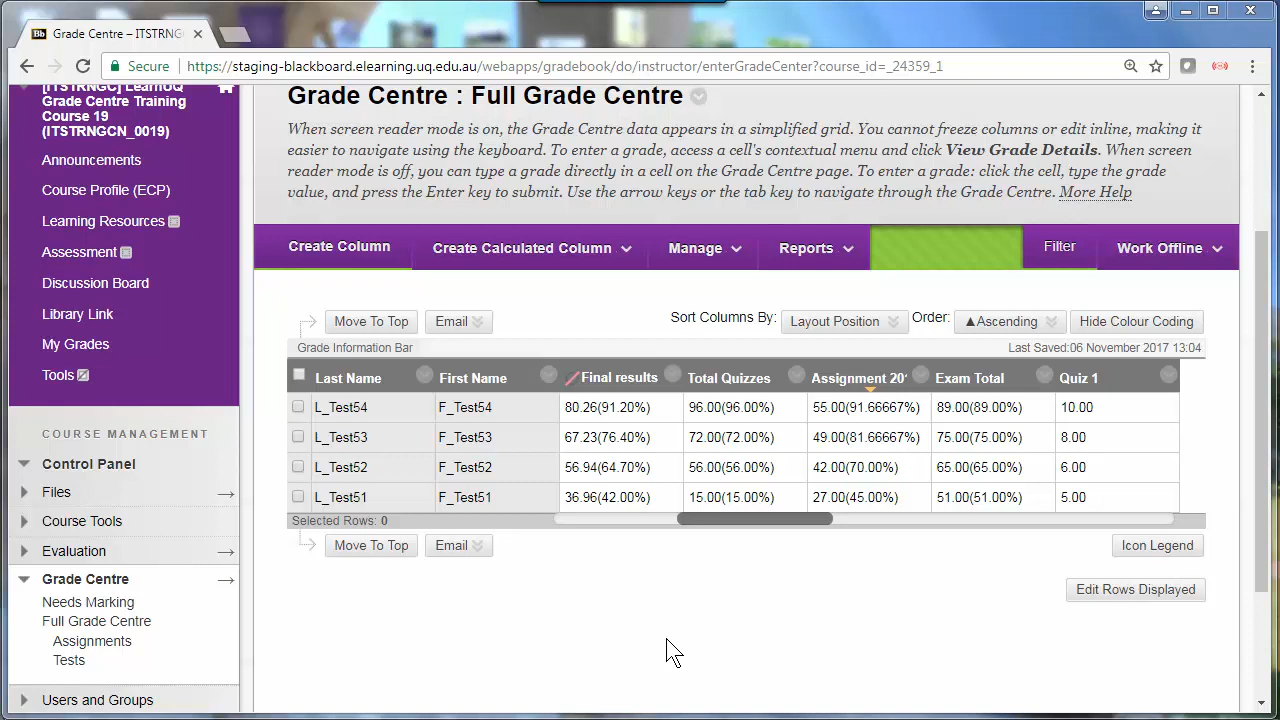 Bb Grade Centre – ITSTRNG
Secure https://staging-blackboard.elearning.uq.edu.au/webapps/gradebook/do/instructor/enterGradeCenter?course_id=_24359_1
[ITSTRNGC] LearnUQ
Grade Centre Training
Course 19
(ITSTRNGCN_0019)
Announcements
Course Profile (ECP)
Learning Resources
Assessment
Discussion Board
Library Link
My Grades
Tools
COURSE MANAGEMENT
Control Panel
Files
Course Tools
Evaluation
Grade Centre
Needs Marking
Full Grade Centre
Assignments
Tests
Users and Groups
Grade Centre : Full Grade Centre
When screen reader mode is on, the Grade Centre data appears in a simplified grid. You cannot freeze columns or edit inline, making it
easier to navigate using the keyboard. To enter a grade, access a cell's contextual menu and click View Grade Details. When screen
reader mode is off, you can type a grade directly in a cell on the Grade Centre page. To enter a grade: click the cell, type the grade
value, and press the Enter key to submit. Use the arrow keys or the tab key to navigate through the Grade Centre. More Help
Create Column Create Calculated Column Manage Reports Filter Work Offline
Move To Top Email Sort Columns By: Layout Position Order: ▲Ascending Hide Colour Coding
Grade Information Bar Last Saved:06 November 2017 13:04
Last Name First Name Final results Total Quizzes Assignment 20 Exam Total Quiz 1
L_Test54 F_Test54 80.26(91.20%) 96.00(96.00%) 55.00(91.66667%) 89.00(89.00%) 10.00
L_Test53 F_Test53 67.23(76.40%) 72.00(72.00%) 49.00(81.66667%) 75.00(75.00%) 8.00
L_Test52 F_Test52 56.94(64.70%) 56.00(56.00%) 42.00(70.00%) 65.00(65.00%) 6.00
L_Test51 F_Test51 36.96(42.00%) 15.00(15.00%) 27.00(45.00%) 51.00(51.00%) 5.00
Selected Rows: 0
Move To Top Email Icon Legend
Edit Rows Displayed